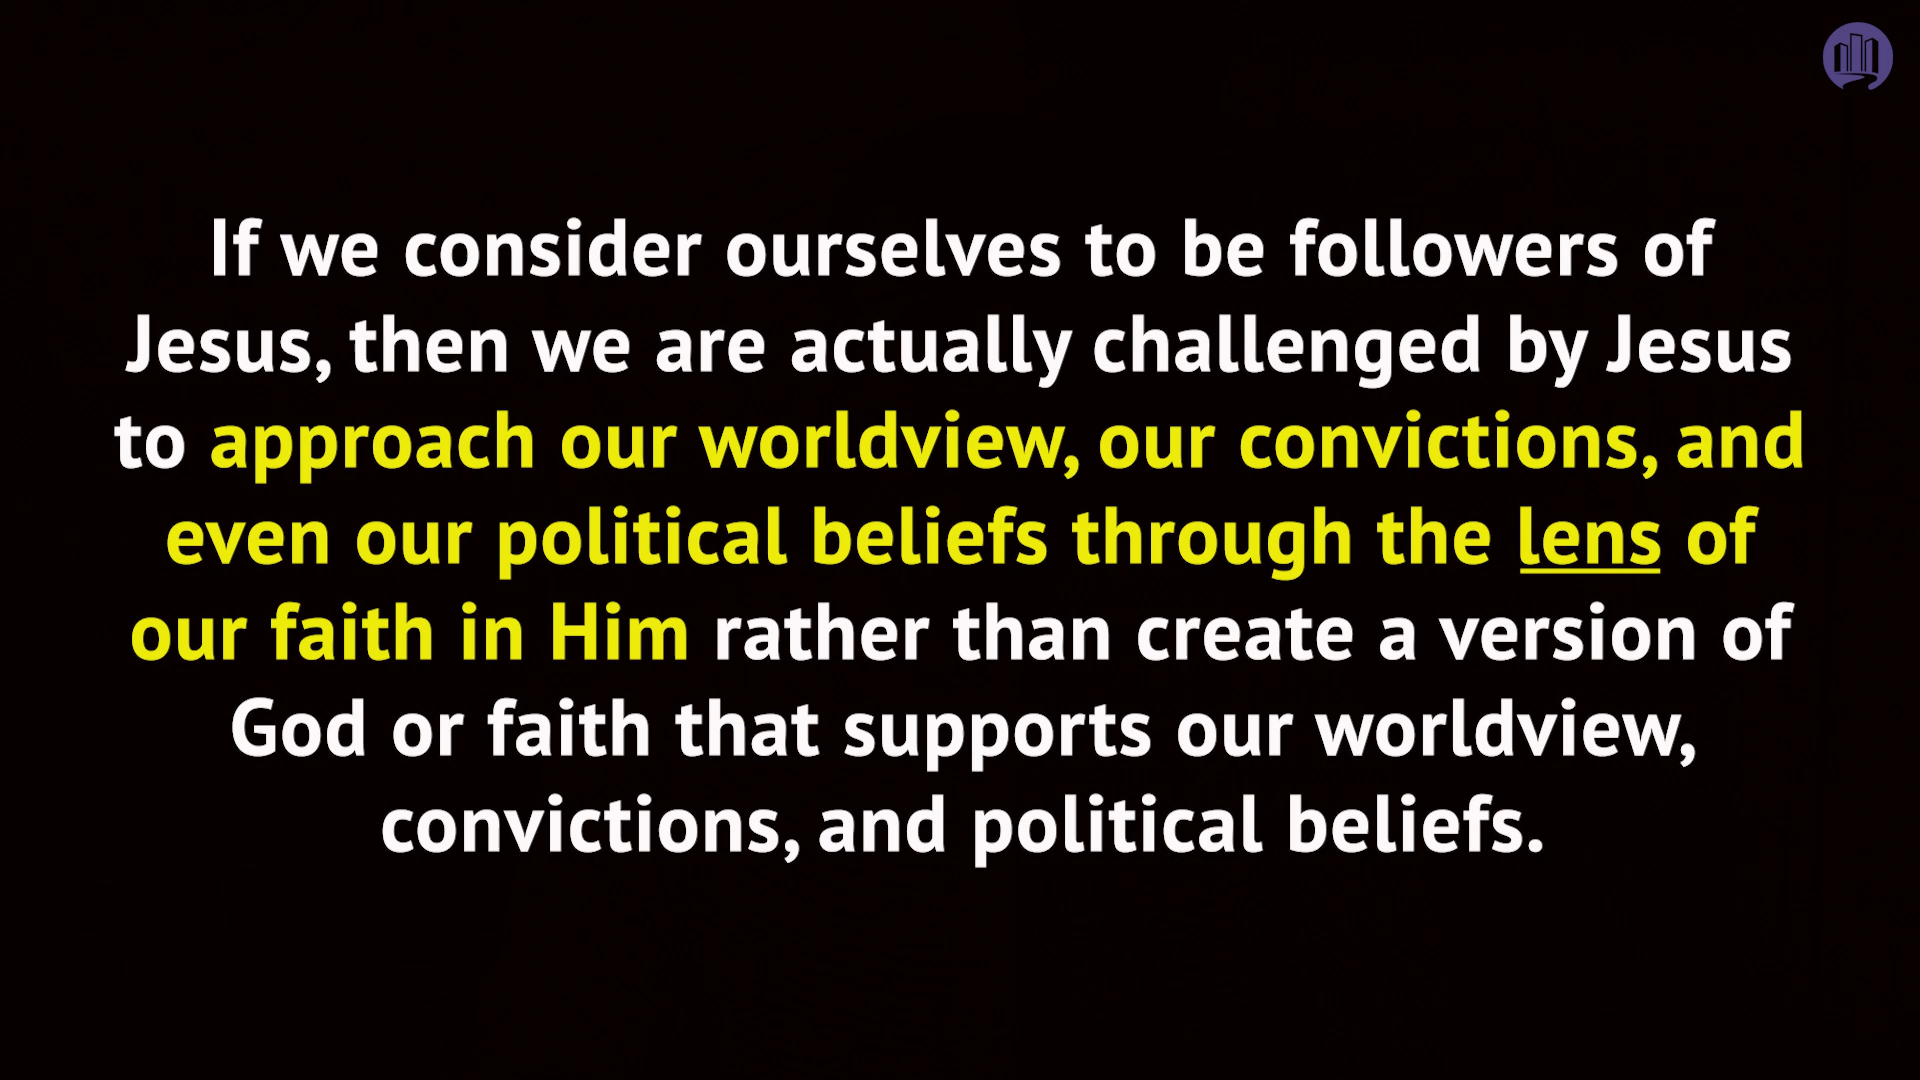 If we consider ourselves to be followers of
Jesus, then we are actually challenged by Jesus
to approach our worldview, our convictions, and
even our political beliefs through the lens of
our faith in Him rather than create a version of
God or faith that supports our worldview,
convictions, and political beliefs.